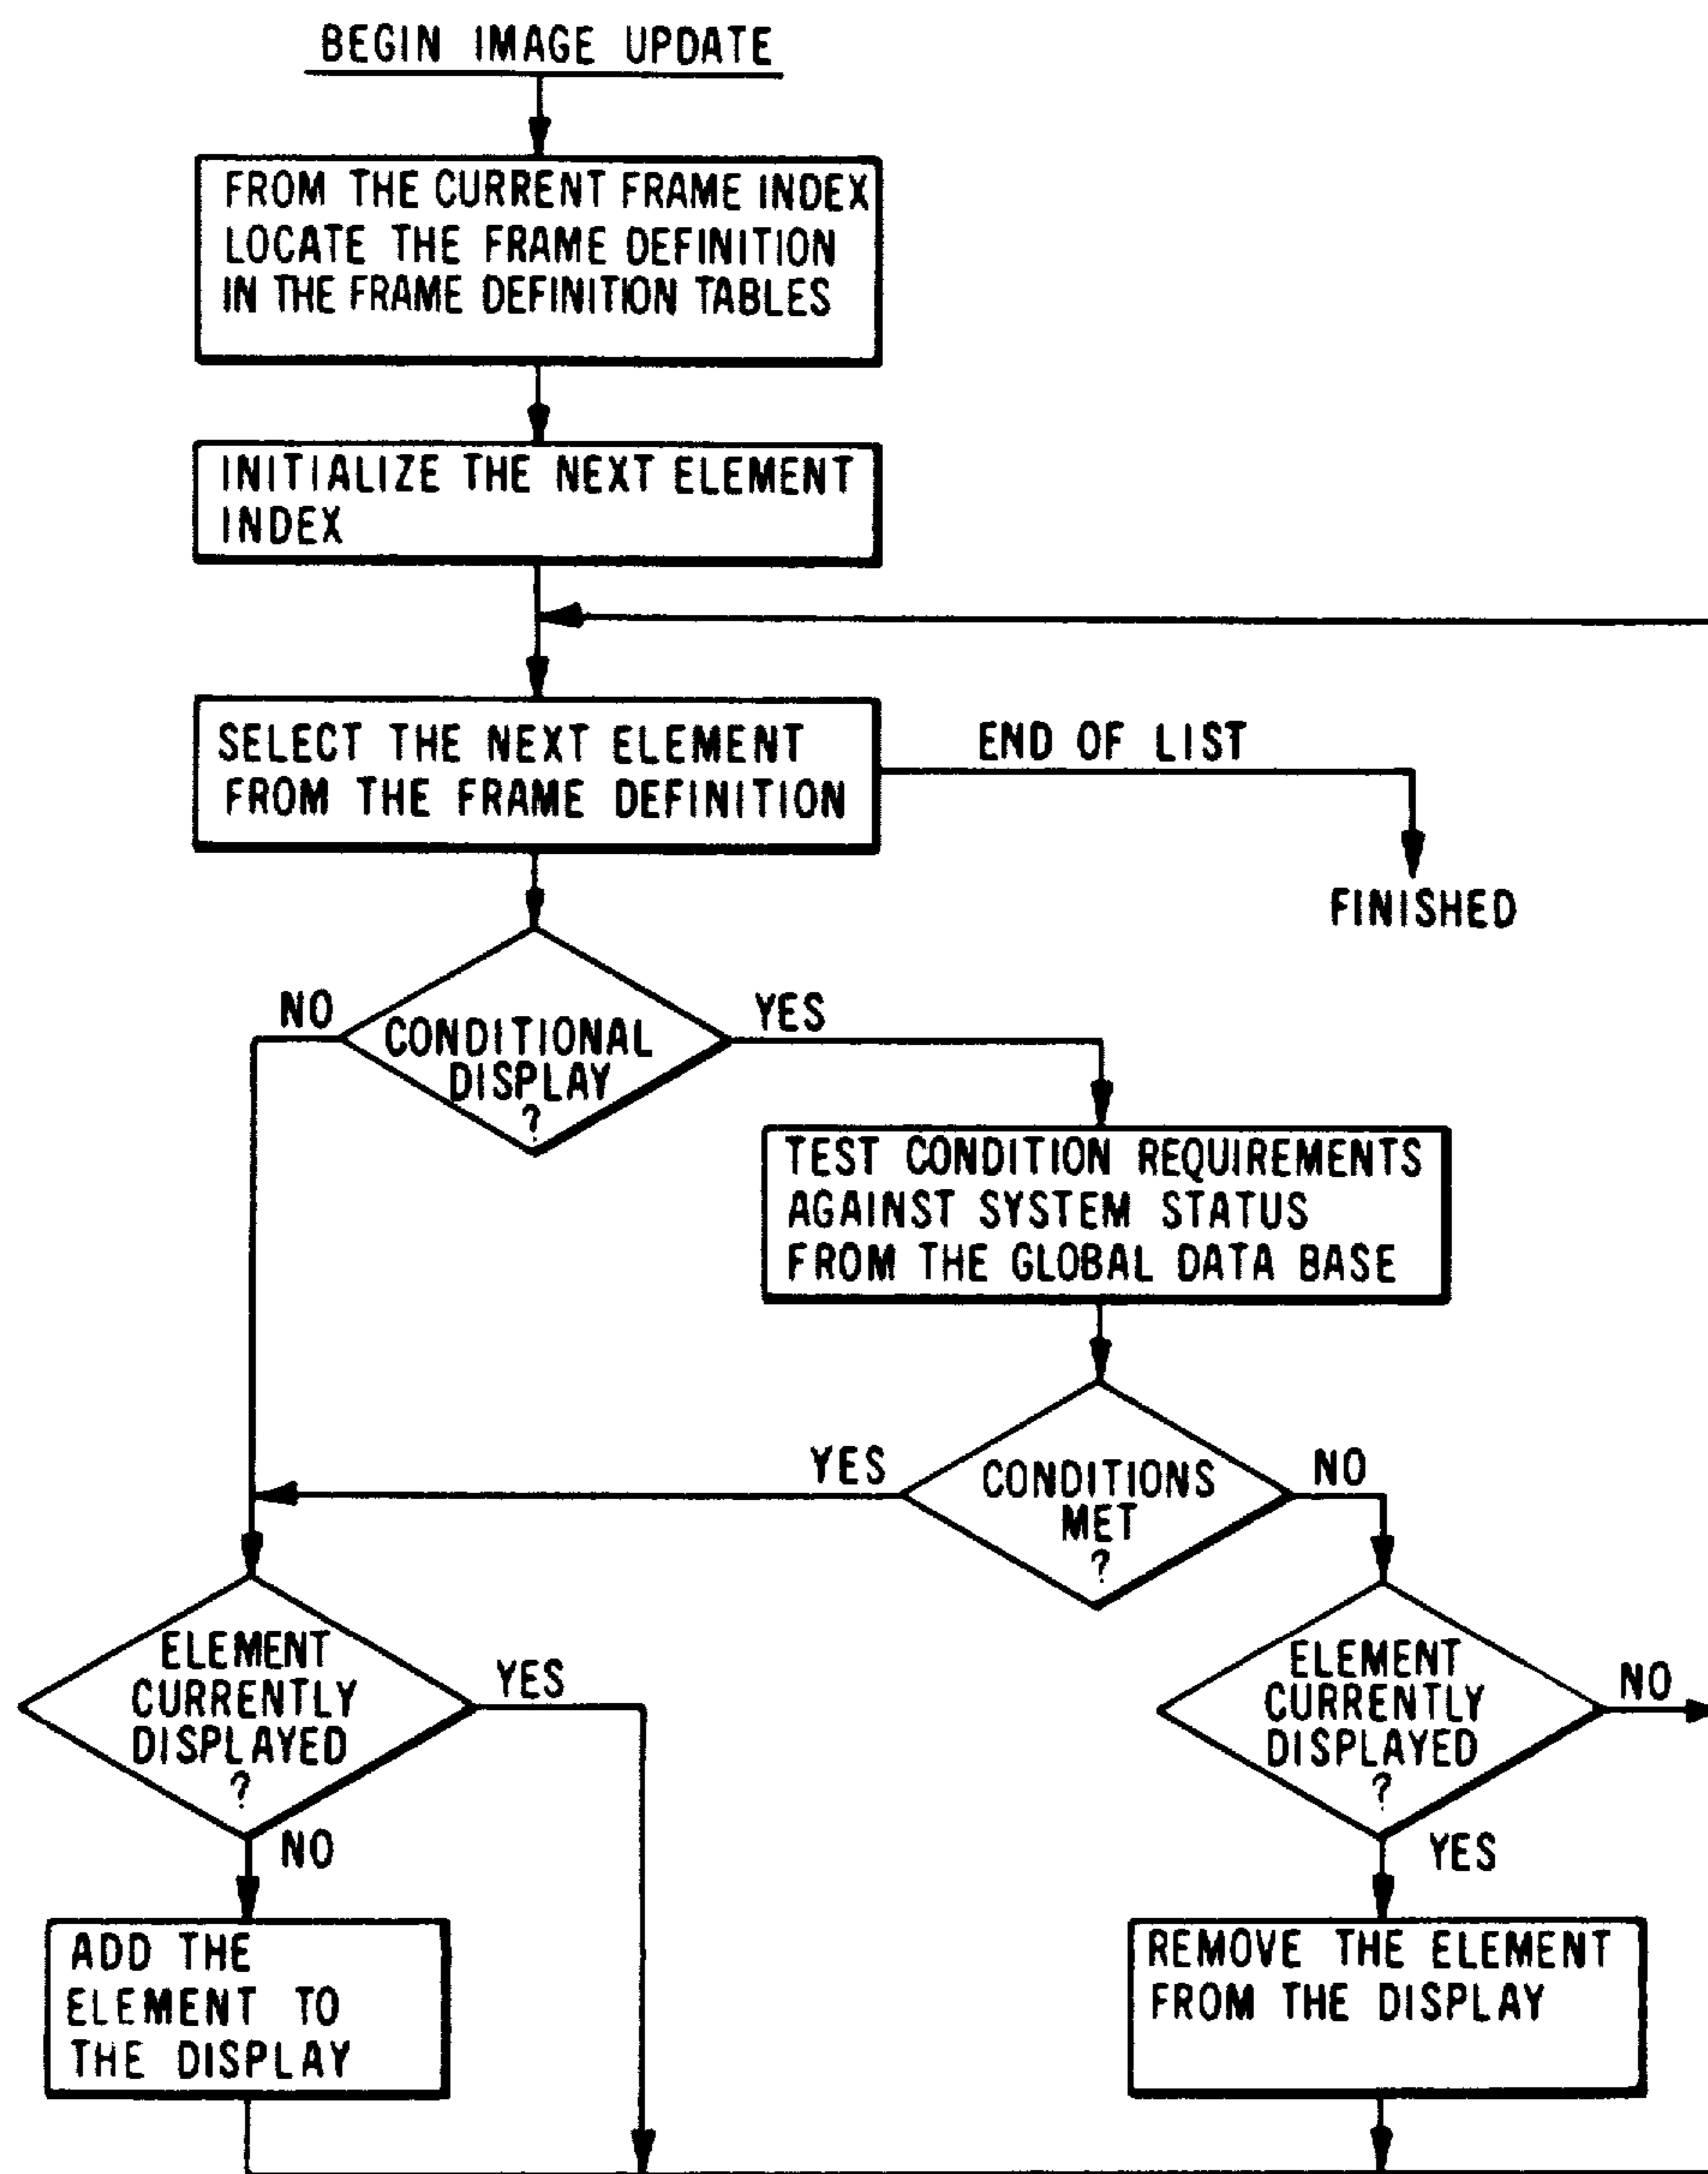 BEGIN IMAGE UPDATE
FROM THE CURRENT FRAME INDEX
LOCATE THE FRAME DEFINITION
IN THE FRAME DEFINITION TABLES
INITIALIZE THE NEXT ELEMENT
INDEX
SELECT THE NEXT ELEMENT
FROM THE FRAME DEFINITION
END OF LIST
FINISHED
NO
CONDITIONAL
DISPLAY
?
YES
TEST CONDITION REQUIREMENTS
AGAINST SYSTEM STATUS
FROM THE GLOBAL DATA BASE
YES
CONDITIONS
MET
?
NO
ELEMENT
CURRENTLY
DISPLAYED
?
YES
NO
ELEMENT
CURRENTLY
DISPLAYED
?
NO
YES
ADD THE
ELEMENT TO
THE DISPLAY
REMOVE THE ELEMENT
FROM THE DISPLAY